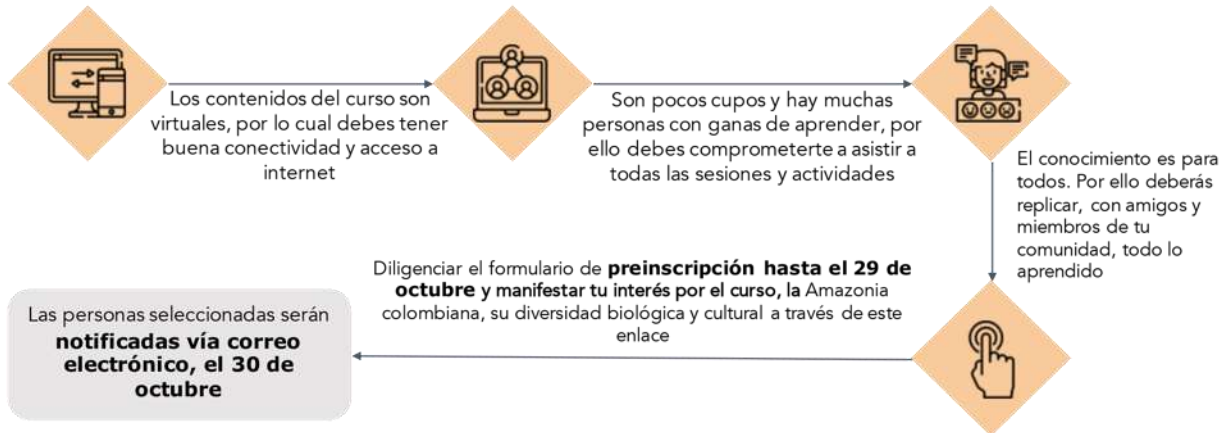 Los contenidos del curso son
virtuales, por lo cual debes tener
buena conectividad y acceso a
internet
Son pocos cupos y hay muchas
personas con ganas de aprender, por
ello debes comprometerte a asistir a
todas las sesiones y actividades
El conocimiento es para
todos. Por ello deberás
replicar, con amigos y
miembros de tu
comunidad, todo lo
aprendido
Diligenciar el formulario de preinscripción hasta el 29 de
octubre y manifestar tu interés por el curso, la Amazonia
colombiana, su diversidad biológica y cultural a través de este
enlace
Las personas seleccionadas serán
notificadas vía correo
electrónico, el 30 de
octubre